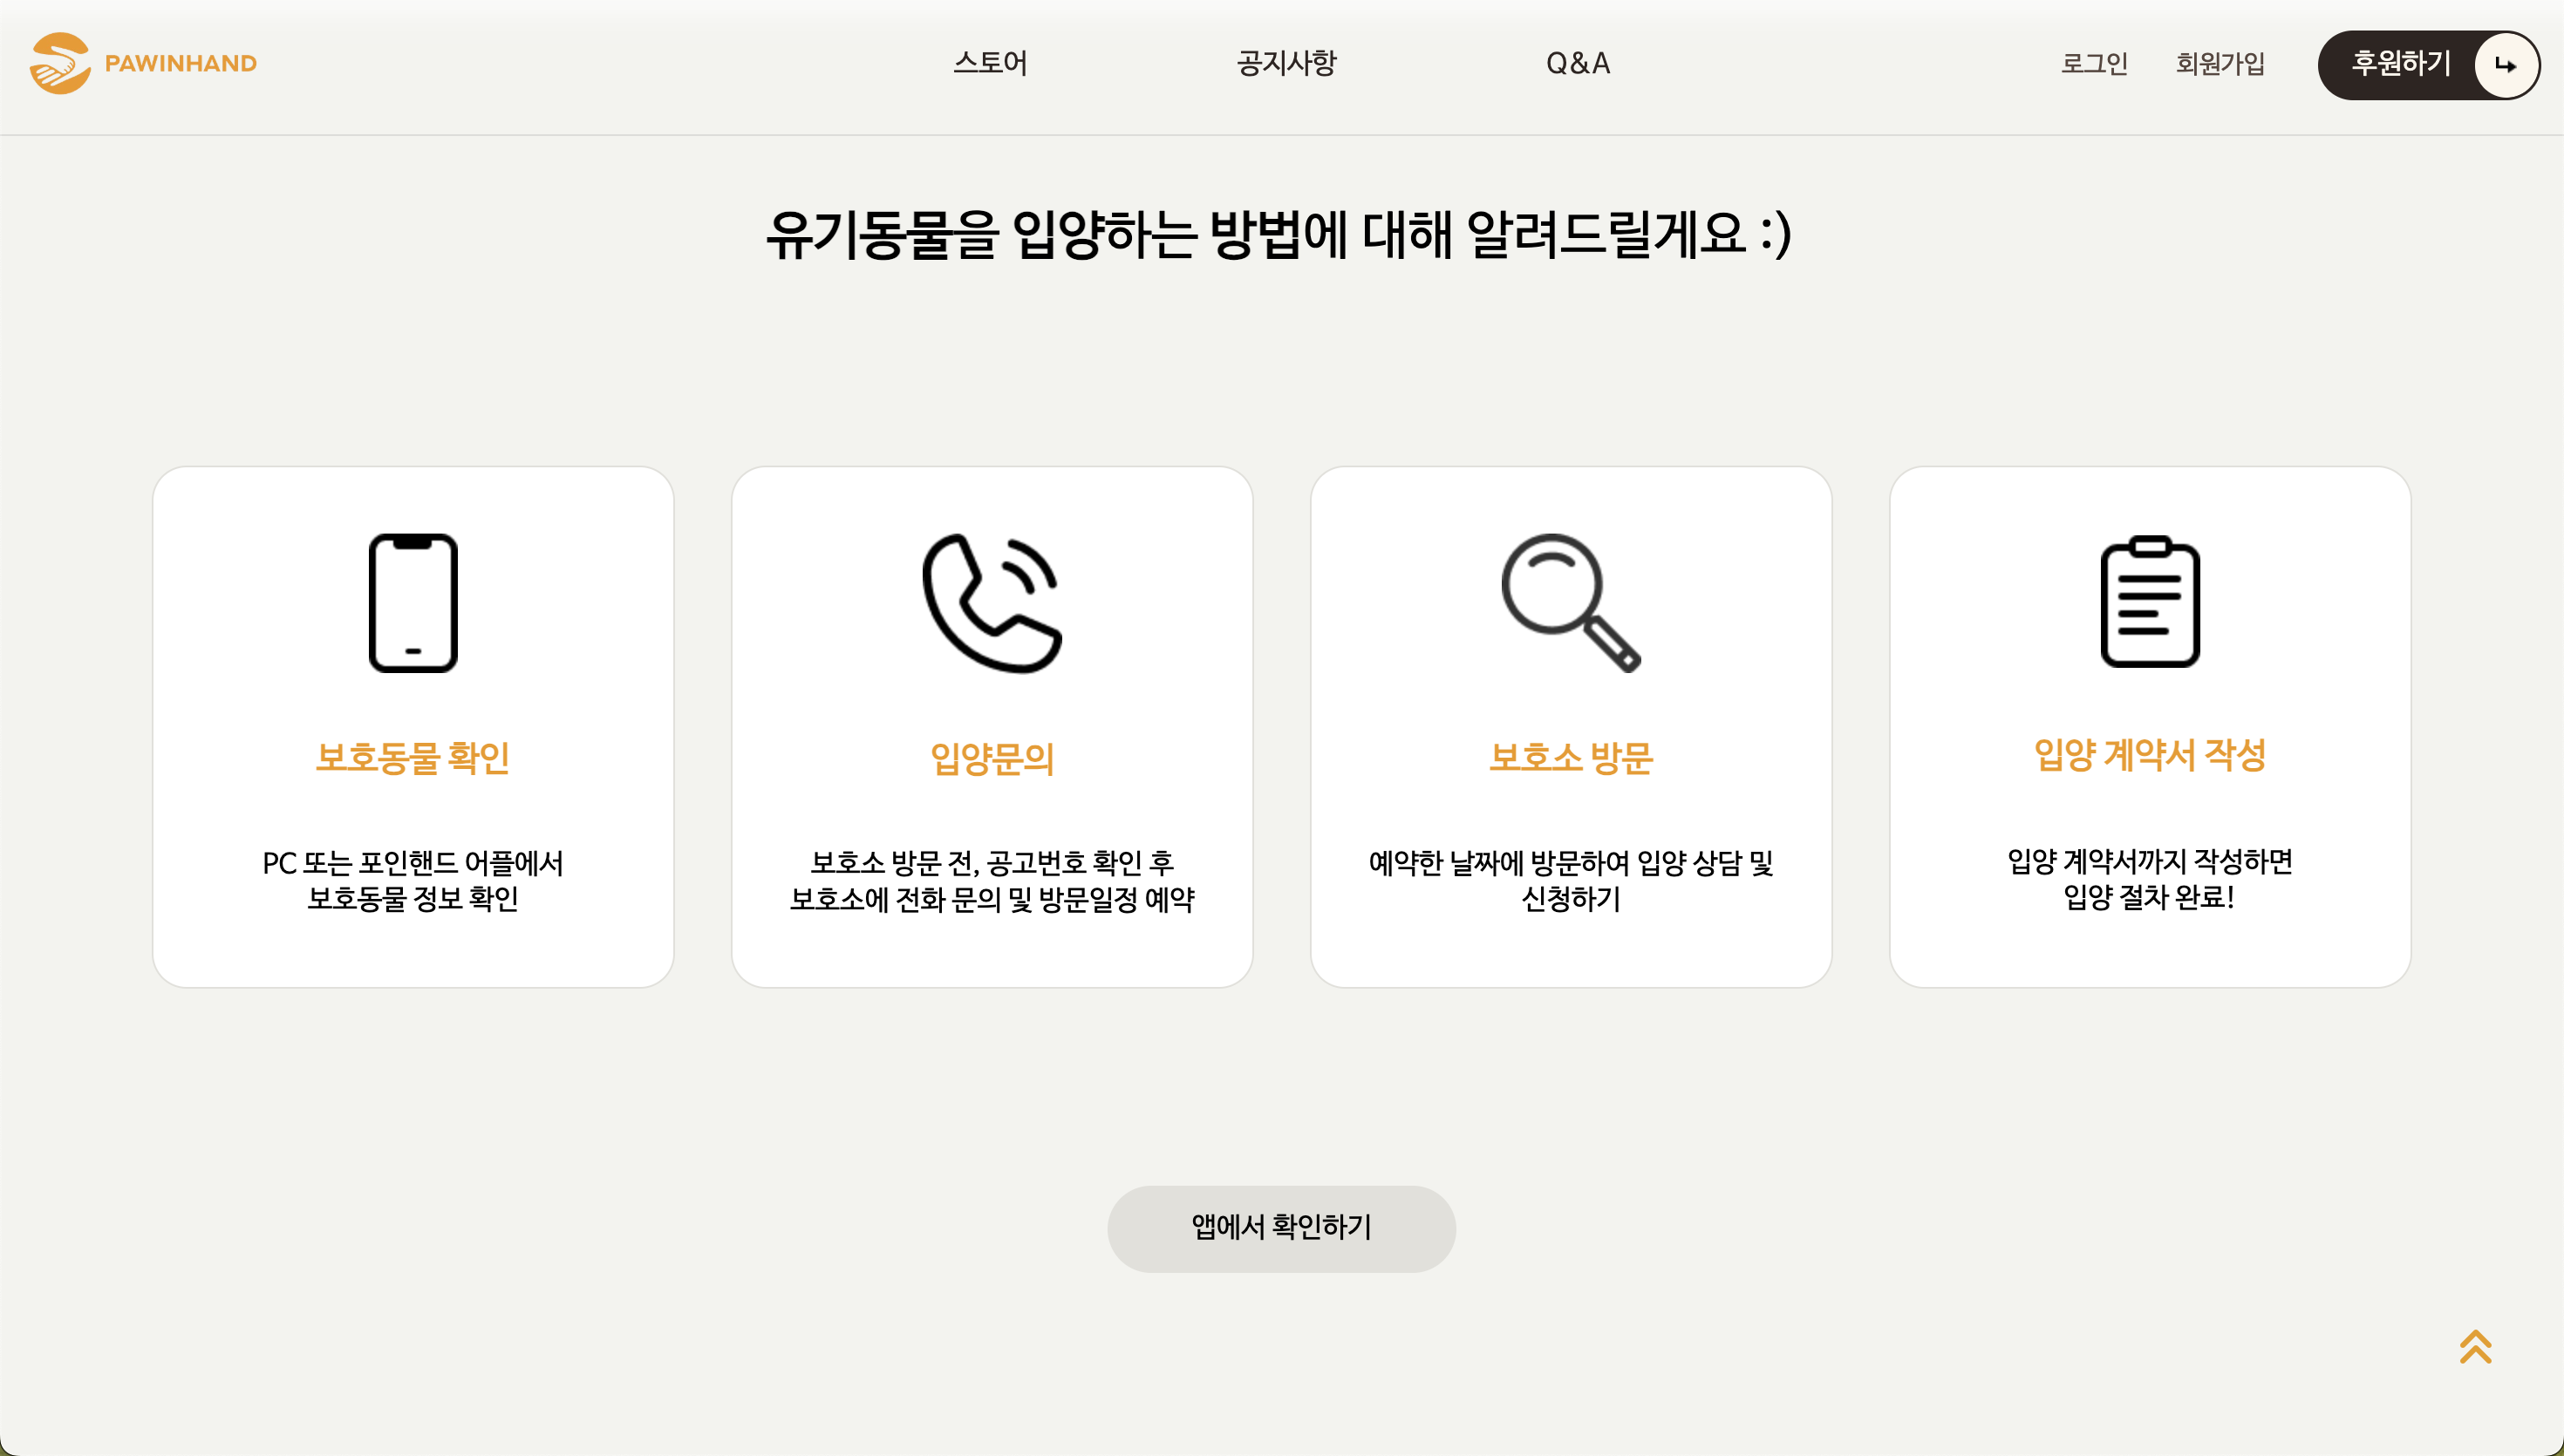 PAWINHAND
스토어
공지사항
Q&A
로그인
회원가입
후원하기
유기동물을 입양하는 방법에 대해 알려드릴게요 :)
보호동물 확인
PC 또는 포인핸드 어플에서
보호동물 정보 확인
입양문의
보호소 방문 전, 공고번호 확인 후
보호소에 전화 문의 및 방문일정 예약
보호소 방문
예약한 날짜에 방문하여 입양 상담 및
신청하기
입양 계약서 작성
입양 계약서까지 작성하면
입양 절차 완료!
앱에서 확인하기